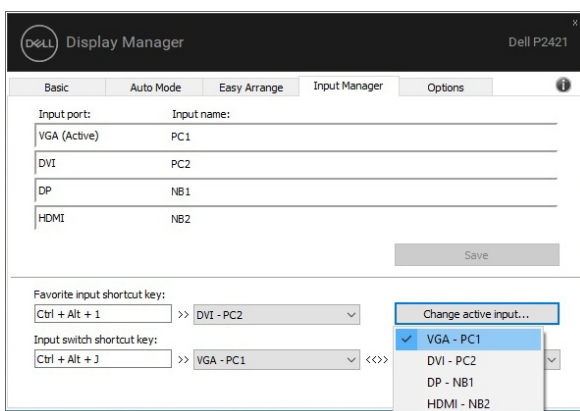 DELL Display Manager
Dell P2421
Basic Auto Mode Easy Arrange Input Manager Options
Input port: Input name:
VGA (Active) PC1
DVI PC2
DP NB1
HDMI NB2
Save
Favorite input shortcut key:
Ctrl + Alt + 1 >> DVI - PC2 Change active input...
Input switch shortcut key:
Ctrl + Alt + J >> VGA - PC1 <<>>
VGA - PC1
DVI - PC2
DP - NB1
HDMI - NB2